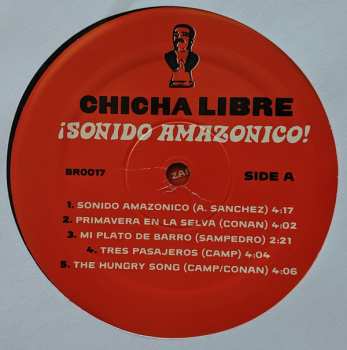 CHICHA LIBRE
¡SONIDO AMAZONICO!
BR0017
ZA!
SIDE A
1. SONIDO AMAZONICO (A. SANCHEZ) 4:17
2. PRIMAVERA EN LA SELVA (CONAN) 4:02
3. MI PLATO DE BARRO (SAMPEDRO) 2:21
4. TRES PASAJEROS (CAMP) 4:04
5. THE HUNGRY SONG (CAMP/CONAN) 4:06